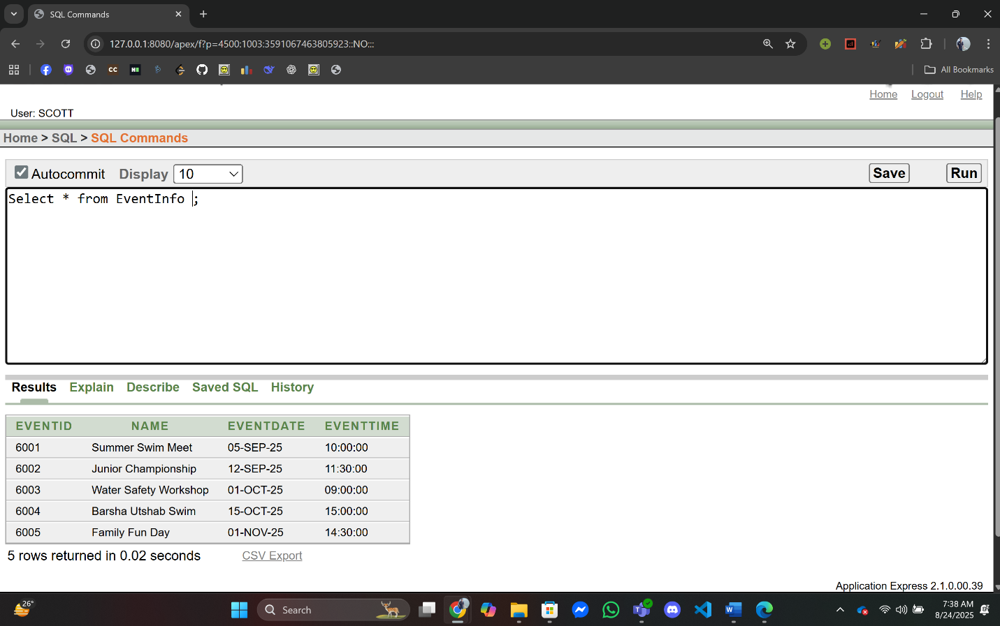 SQL Commands
127.0.0.1:8080/apex/f?p=4500:1003:3591067463805923::NO:::
All Bookmarks
Home Logout Help
User: SCOTT
Home > SQL > SQL Commands
Autocommit Display 10 Save Run
Select * from EventInfo ;
Results Explain Describe Saved SQL History
EVENTID NAME EVENTDATE EVENTTIME
6001 Summer Swim Meet 05-SEP-25 10:00:00
6002 Junior Championship 12-SEP-25 11:30:00
6003 Water Safety Workshop 01-OCT-25 09:00:00
6004 Barsha Utshab Swim 15-OCT-25 15:00:00
6005 Family Fun Day 01-NOV-25 14:30:00
5 rows returned in 0.02 seconds CSV Export
Application Express 2.1.0.00.39
26°
Search
7:38 AM
8/24/2025